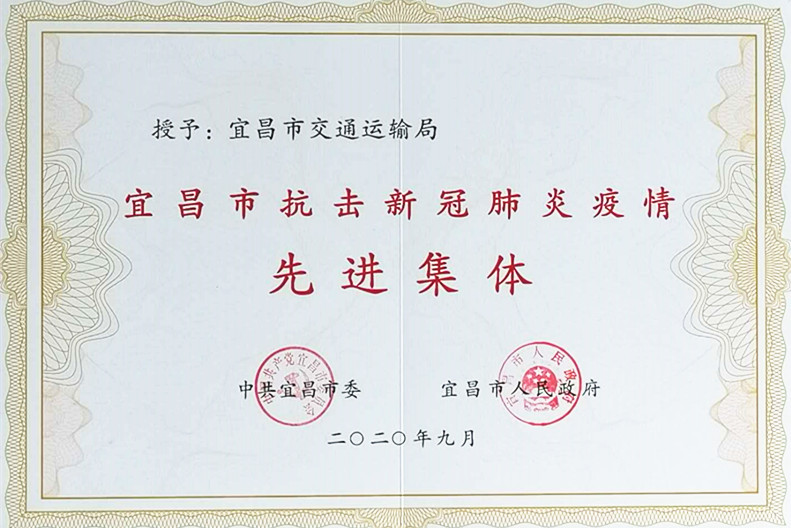 授予：宜昌市交通运输局
宜昌市抗击新冠肺炎疫情
先进集体
中共宜昌市委 宜昌市人民政府
二〇二〇年九月